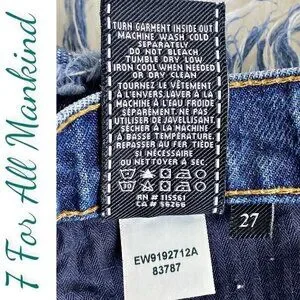 7 For All Mankind
TURN GARMENT INSIDE OUT
MACHINE WASH COLD
SEPARATELY
DO NOT BLEACH
TUMBLE DRY LOW
IRON COOL WHEN NEEDED
OR DRY CLEAN
TOURNEZ LE VÊTEMENT
À L'ENVERS.LAVER À LA
MACHINE À L'EAU FROIDE
SÉPARÉMENT.NE PAS
UTILISER DE JAVELLISANT.
SÉCHER À LA MACHINE
À BASSE TEMPÉRATURE
REPASSER AU FER TIÈDE
SI NÉCESSAIRE
OU NETTOYER À SEC
RN # 115561
CA # 56266
27
EW9192712A
83787